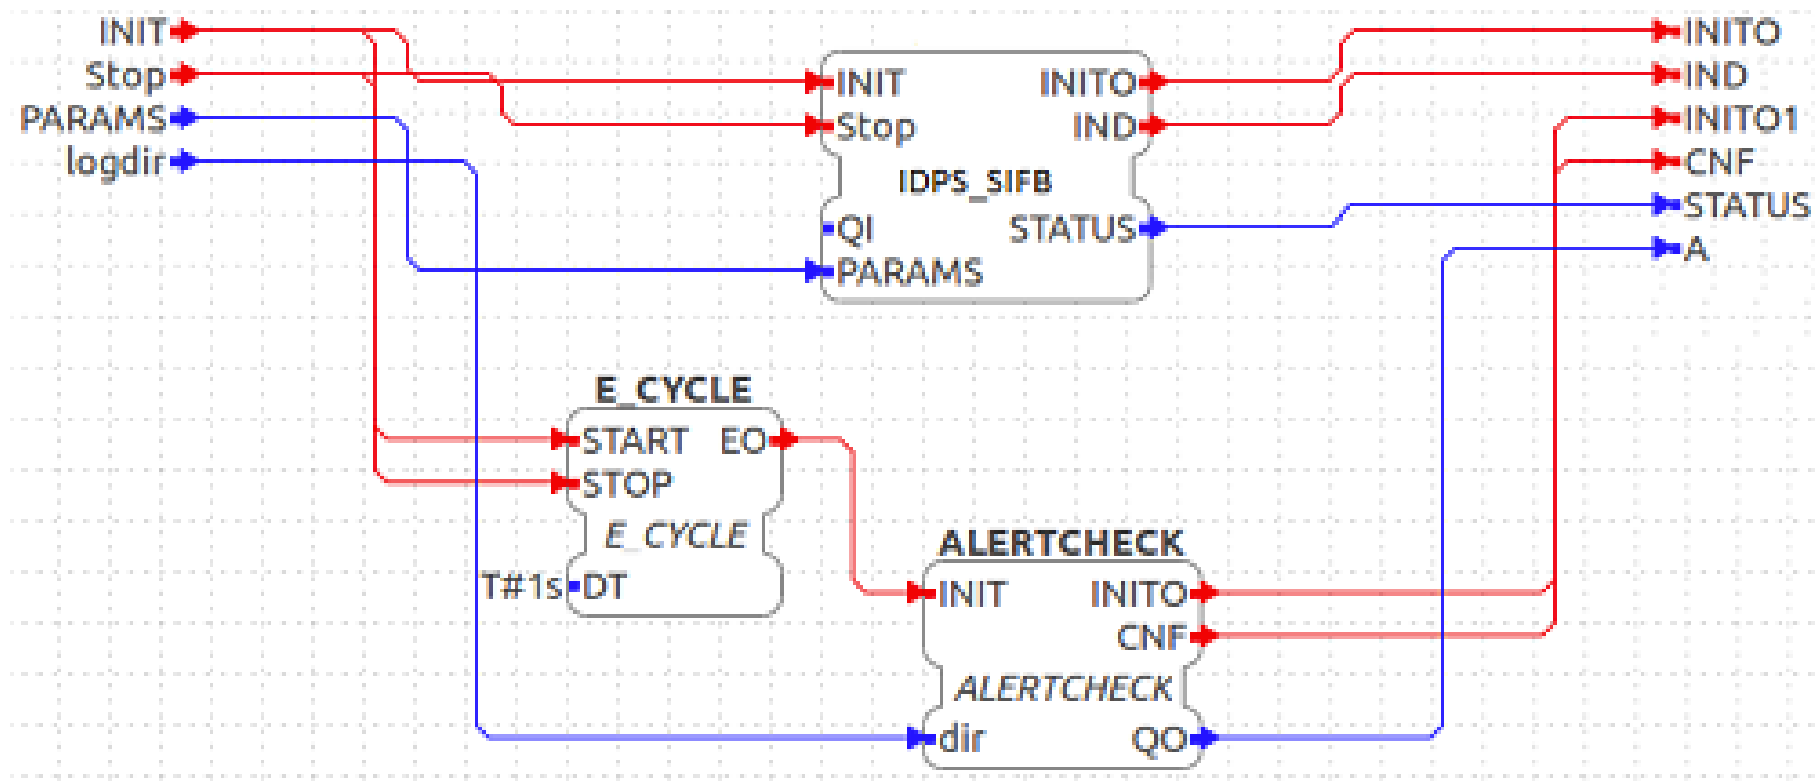 INIT
Stop
PARAMS
logdir
INIT INITO
Stop IND
IDPS_SIFB
QI STATUS
PARAMS
INITO
IND
INITO1
CNF
STATUS
A
E_CYCLE
START EO
STOP
E_CYCLE
T#1s DT
ALERTCHECK
INIT INITO
CNF
ALERTCHECK
dir QO